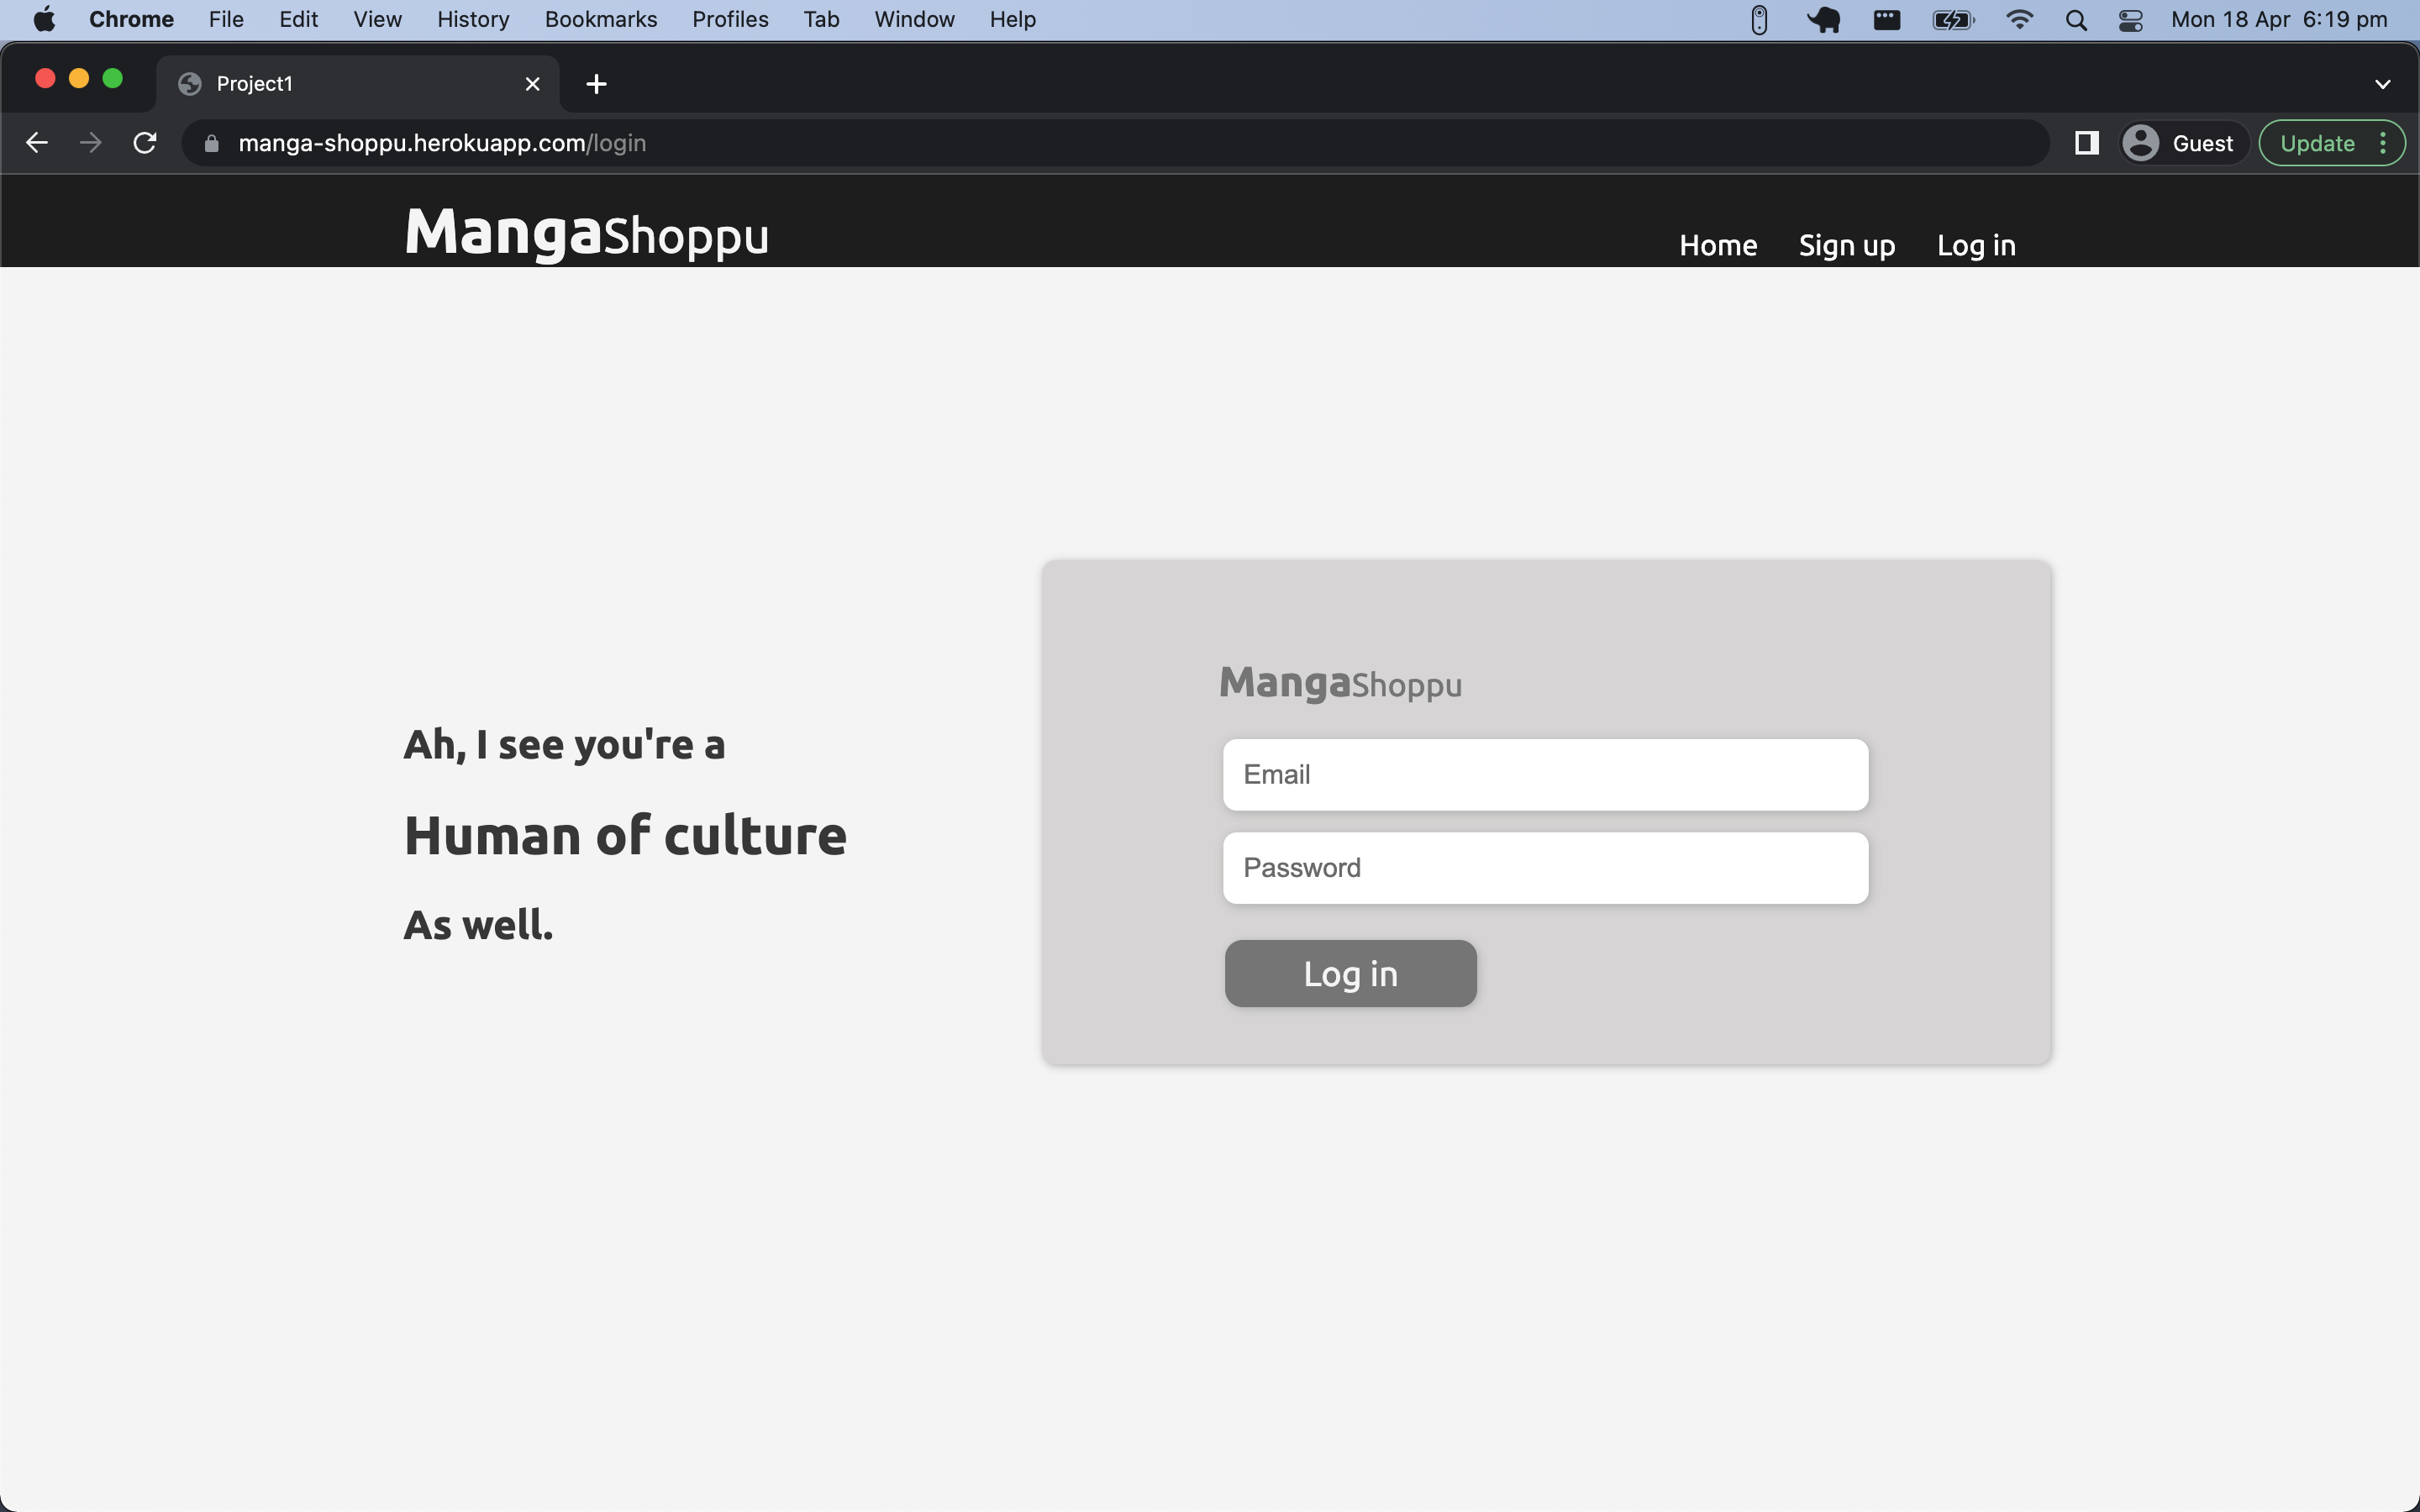 Chrome File Edit View History Bookmarks Profiles Tab Window Help Mon 18 Apr 6:19 pm
Project1
manga-shoppu.herokuapp.com/login Guest Update
MangaShoppu Home Sign up Log in
MangaShoppu
Ah, I see you're a
Human of culture
As well.
Email
Password
Log in